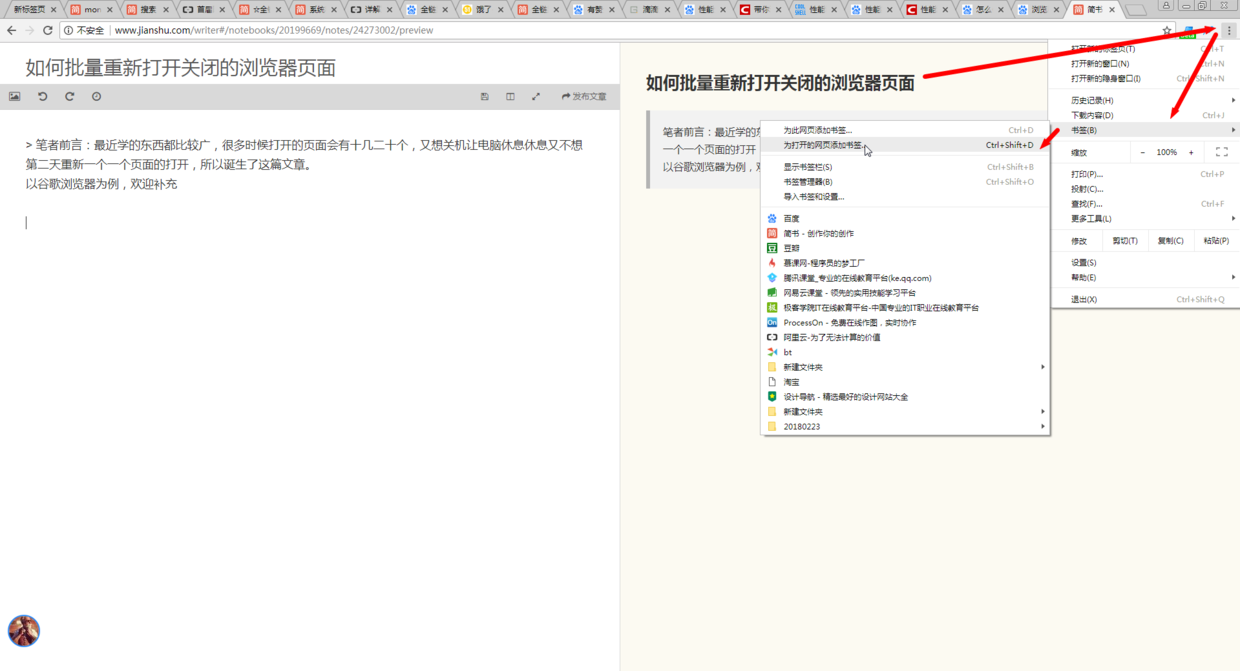 新标签页
搜索
首届
☆全
系统
详解
全链
饿了
全链
有赞
滴滴
性能
带你
性能
性能
性能
怎么
浏览
简书
不安全 www.jianshu.com/writer#/notebooks/20199669/notes/24273002/preview
如何批量重新打开关闭的浏览器页面
发布文章
> 笔者前言：最近学的东西都比较广，很多时候打开的页面会有十几二十个，又想关机让电脑休息休息又不想
第二天重新一个一个页面的打开，所以诞生了这篇文章。
以谷歌浏览器为例，欢迎补充
如何批量重新打开关闭的浏览器页面
笔者前言：最近学的
一个一个页面的打开
以谷歌浏览器为例，
为此网页添加书签... Ctrl+D
为打开的网页添加书签... Ctrl+Shift+D
显示书签栏(S) Ctrl+Shift+B
书签管理器(B) Ctrl+Shift+O
导入书签和设置...
百度
简书 - 创作你的创作
豆瓣
慕课网-程序员的梦工厂
腾讯课堂_专业的在线教育平台(ke.qq.com)
网易云课堂 - 领先的实用技能学习平台
极客学院IT在线教育平台-中国专业的IT职业在线教育平台
ProcessOn - 免费在线作图，实时协作
阿里云-为了无法计算的价值
bt
新建文件夹
淘宝
设计导航 - 精选最好的设计网站大全
新建文件夹
20180223
打开新的标签页(T) Ctrl+T
打开新的窗口(N) Ctrl+N
打开新的隐身窗口(I) Ctrl+Shift+N
历史记录(H)
下载内容(D) Ctrl+J
书签(B)
缩放 - 100% +
打印(P)... Ctrl+P
投射(C)...
查找(F)... Ctrl+F
更多工具(L)
修改 剪切(T) 复制(C) 粘贴(P)
设置(S)
帮助(E)
退出(X) Ctrl+Shift+Q